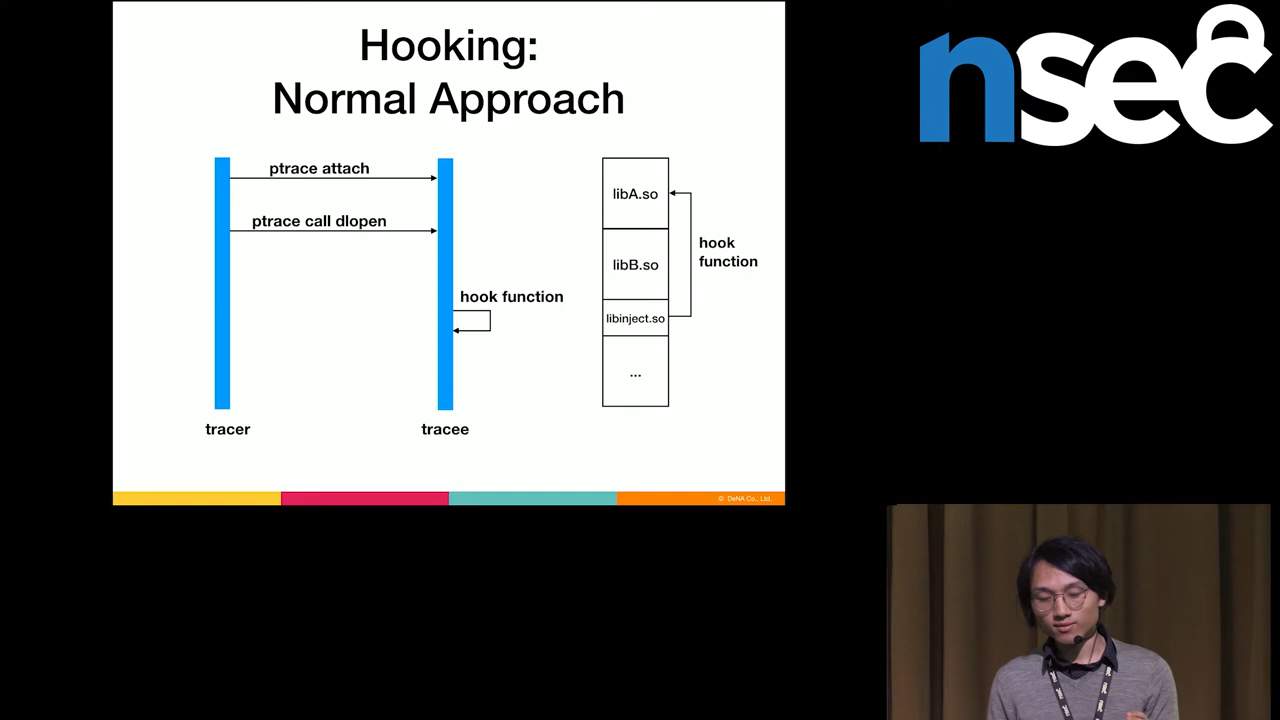 Hooking:
Normal Approach
nsec
ptrace attach
ptrace call dlopen
hook function
tracer
tracee
libA.so
libB.so
libinject.so
...
hook
function
© DeNA Co., Ltd.